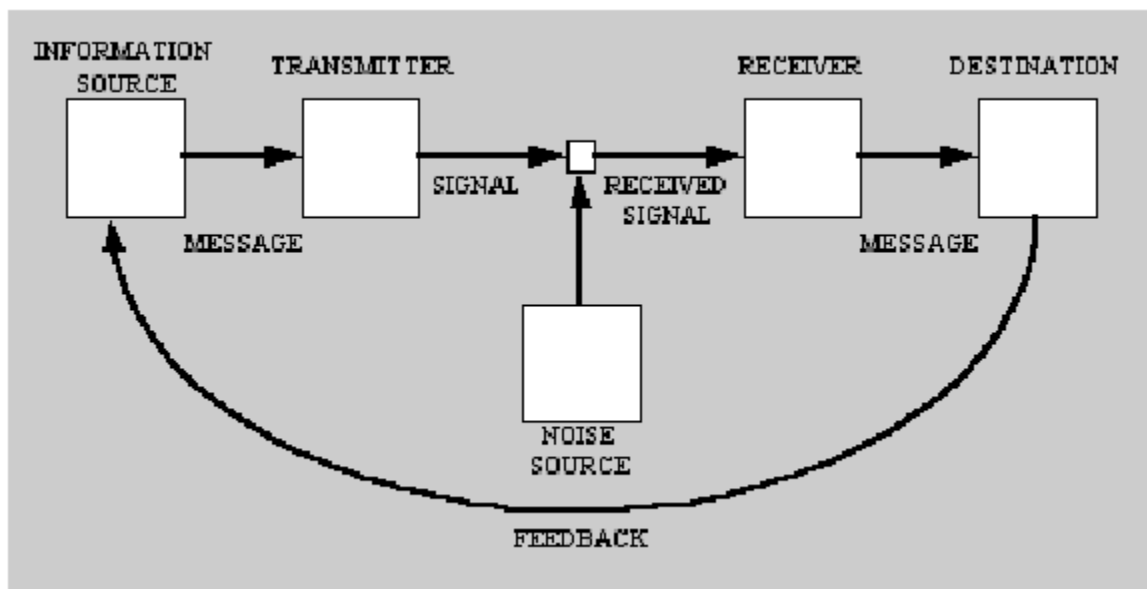 INFORMATION
SOURCE
TRANSMITTER
RECEIVER
DESTINATION
SIGNAL
RECEIVED
SIGNAL
MESSAGE
MESSAGE
NOISE
SOURCE
FEEDBACK